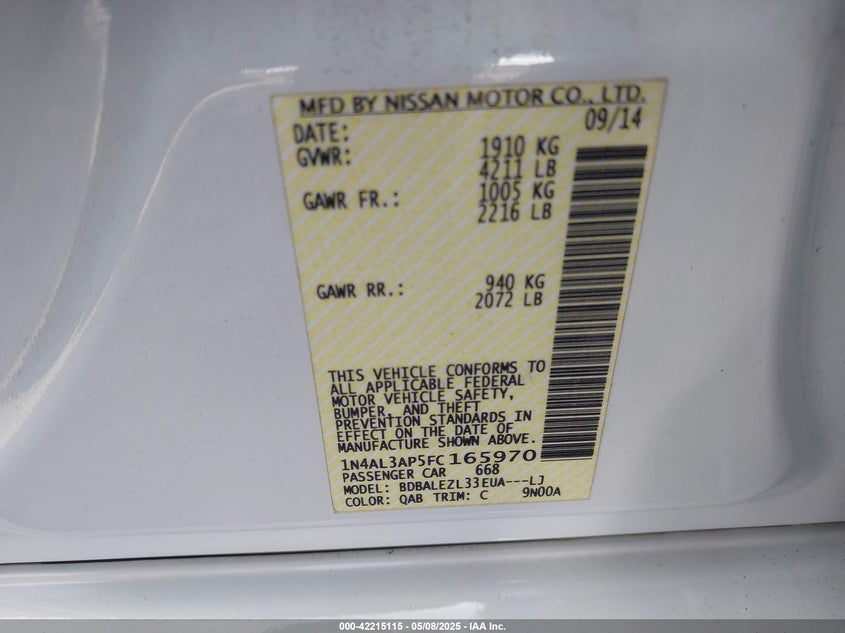 MFD BY NISSAN MOTOR CO., LTD.
DATE: 09/14
GVWR: 1910 KG
4211 LB
GAWR FR.: 1005 KG
2216 LB
GAWR RR.: 940 KG
2072 LB
THIS VEHICLE CONFORMS TO
ALL APPLICABLE FEDERAL
MOTOR VEHICLE SAFETY,
BUMPER, AND THEFT
PREVENTION STANDARDS IN
EFFECT ON THE DATE OF
MANUFACTURE SHOWN ABOVE.
1N4AL3AP5FC165970
PASSENGER CAR 668
MODEL: BDBALEZL33EUA---LJ
COLOR: QAB TRIM: C 9N00A
000-42215115 - 05/08/2025 - IAA Inc.